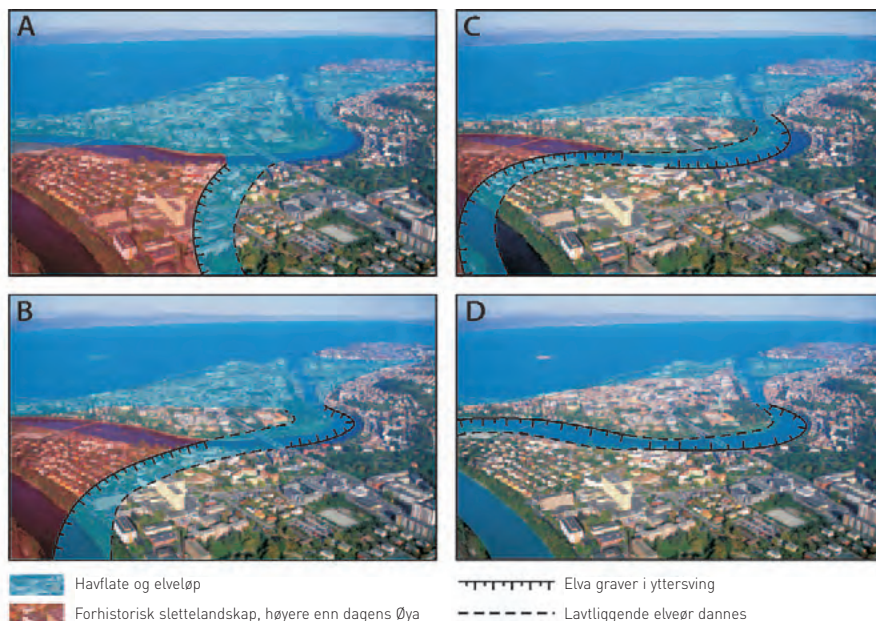 A
C
B
D
Havflate og elveløp
Elva graver i yttersving
Forhistorisk slettelandskap, høyere enn dagens Øya
Lavtliggende elveør dannes